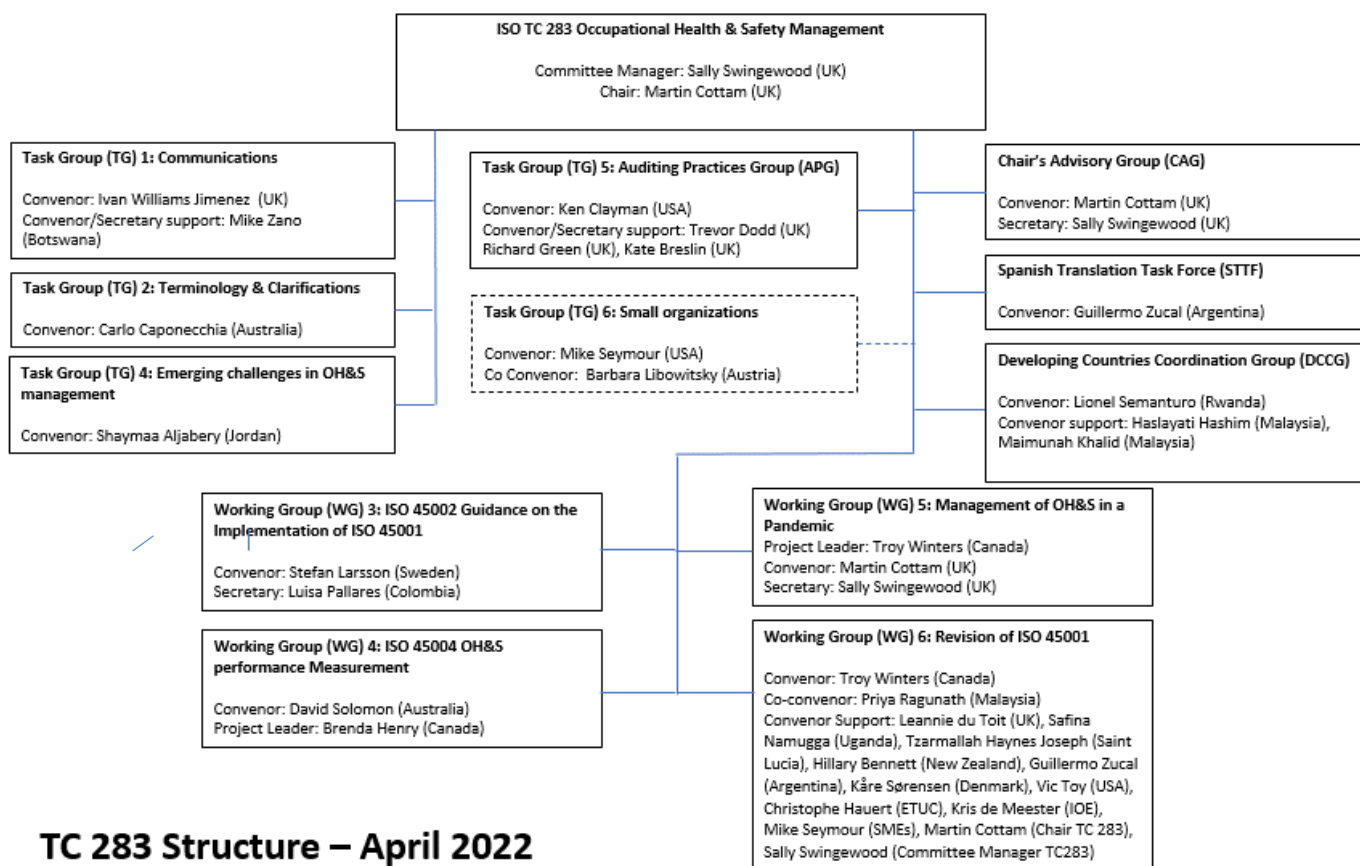 ISO TC 283 Occupational Health & Safety Management
Committee Manager: Sally Swingewood (UK)
Chair: Martin Cottam (UK)
Task Group (TG) 1: Communications
Convenor: Ivan Williams Jimenez  (UK)
Convenor/Secretary support: Mike Zano
(Botswana)
Task Group (TG) 2: Terminology & Clarifications
Convenor: Carlo Caponecchia (Australia)
Task Group (TG) 4: Emerging challenges in OH&S
management
Convenor: Shaymaa Aljabery (Jordan)
Task Group (TG) 5: Auditing Practices Group (APG)
Convenor: Ken Clayman (USA)
Convenor/Secretary support: Trevor Dodd (UK)
Richard Green (UK), Kate Breslin (UK)
Task Group (TG) 6: Small organizations
Convenor: Mike Seymour (USA)
Co Convenor:  Barbara Libowitsky (Austria)
Chair's Advisory Group (CAG)
Convenor: Martin Cottam (UK)
Secretary: Sally Swingewood (UK)
Spanish Translation Task Force (STTF)
Convenor: Guillermo Zucal (Argentina)
Developing Countries Coordination Group (DCCG)
Convenor: Lionel Semanturo (Rwanda)
Convenor support: Haslayati Hashim (Malaysia),
Maimunah Khalid (Malaysia)
Working Group (WG) 3: ISO 45002 Guidance on the
Implementation of ISO 45001
Convenor: Stefan Larsson (Sweden)
Secretary: Luisa Pallares (Colombia)
Working Group (WG) 5: Management of OH&S in a
Pandemic
Project Leader: Troy Winters (Canada)
Convenor: Martin Cottam (UK)
Secretary: Sally Swingewood (UK)
Working Group (WG) 4: ISO 45004 OH&S
performance Measurement
Convenor: David Solomon (Australia)
Project Leader: Brenda Henry (Canada)
Working Group (WG) 6: Revision of ISO 45001
Convenor: Troy Winters (Canada)
Co-convenor: Priya Ragunath (Malaysia)
Convenor Support: Leannie du Toit (UK), Safina
Namugga (Uganda), Tzarmallah Haynes Joseph (Saint
Lucia), Hillary Bennett (New Zealand), Guillermo Zucal
(Argentina), Kåre Sørensen (Denmark), Vic Toy (USA),
Christophe Hauert (ETUC), Kris de Meester (IOE),
Mike Seymour (SMEs), Martin Cottam (Chair TC 283),
Sally Swingewood (Committee Manager TC283)
TC 283 Structure – April 2022